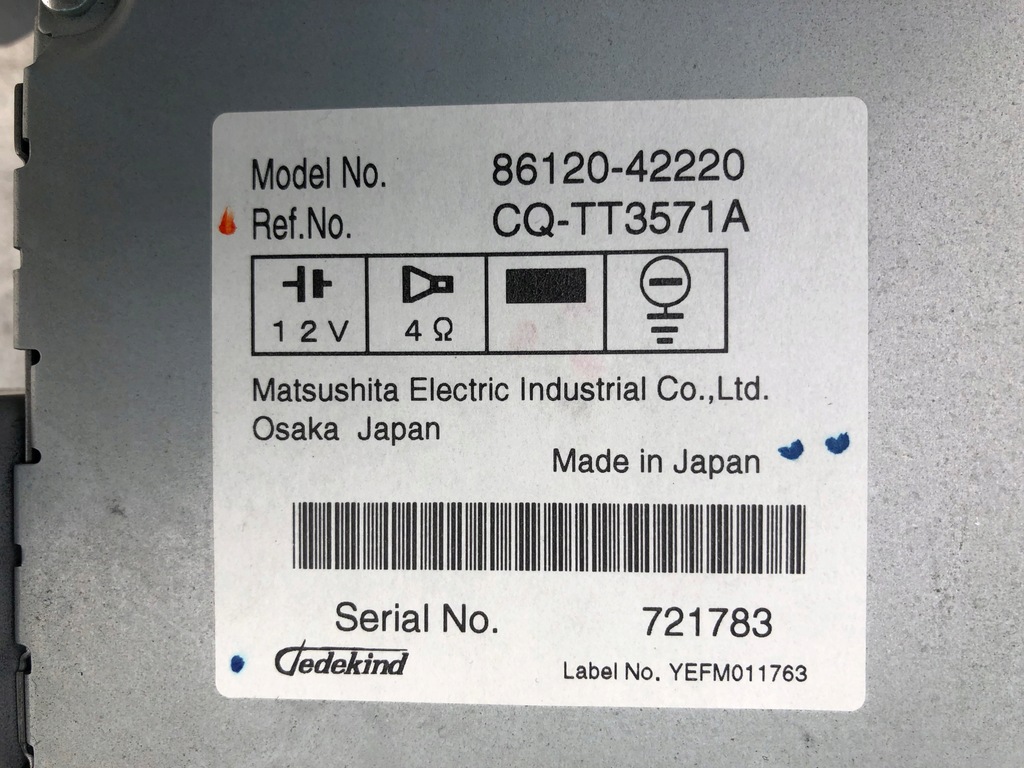 Model No. 86120-42220
Ref.No. CQ-TT3571A
12V 4Ω
Matsushita Electric Industrial Co.,Ltd.
Osaka Japan
Made in Japan
Serial No. 721783
Dedekind Label No. YEFM011763